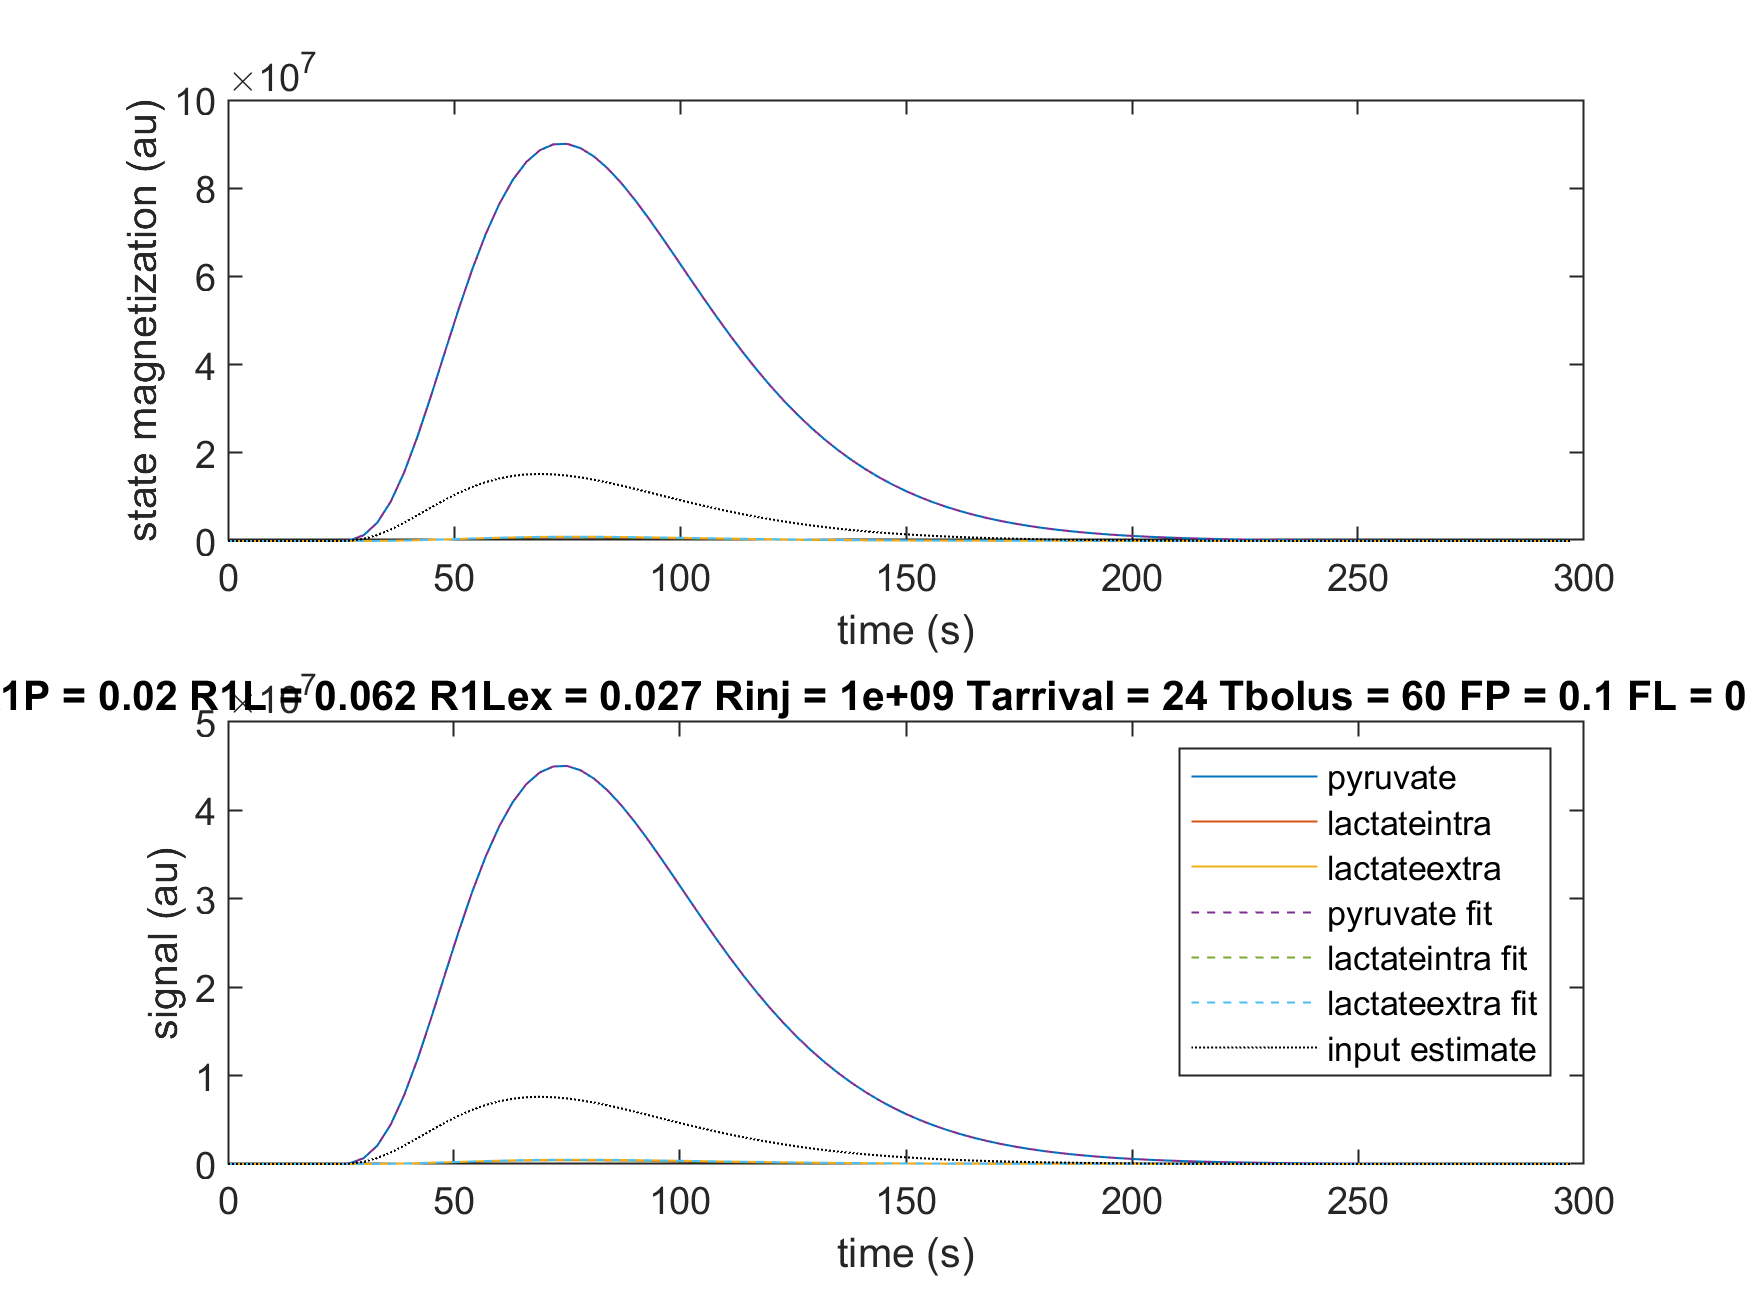 ×10^7
10
8
6
4
2
0
state magnetization (au)
0 50 100 150 200 250 300
time (s)
1P = 0.02 R1L = 0.062 R1Lex = 0.027 Rinj = 1e+09 Tarrival = 24 Tbolus = 60 FP = 0.1 FL = 0
×10^7
5
4
3
2
1
0
signal (au)
pyruvate
lactateintra
lactateextra
pyruvate fit
lactateintra fit
lactateextra fit
input estimate
0 50 100 150 200 250 300
time (s)